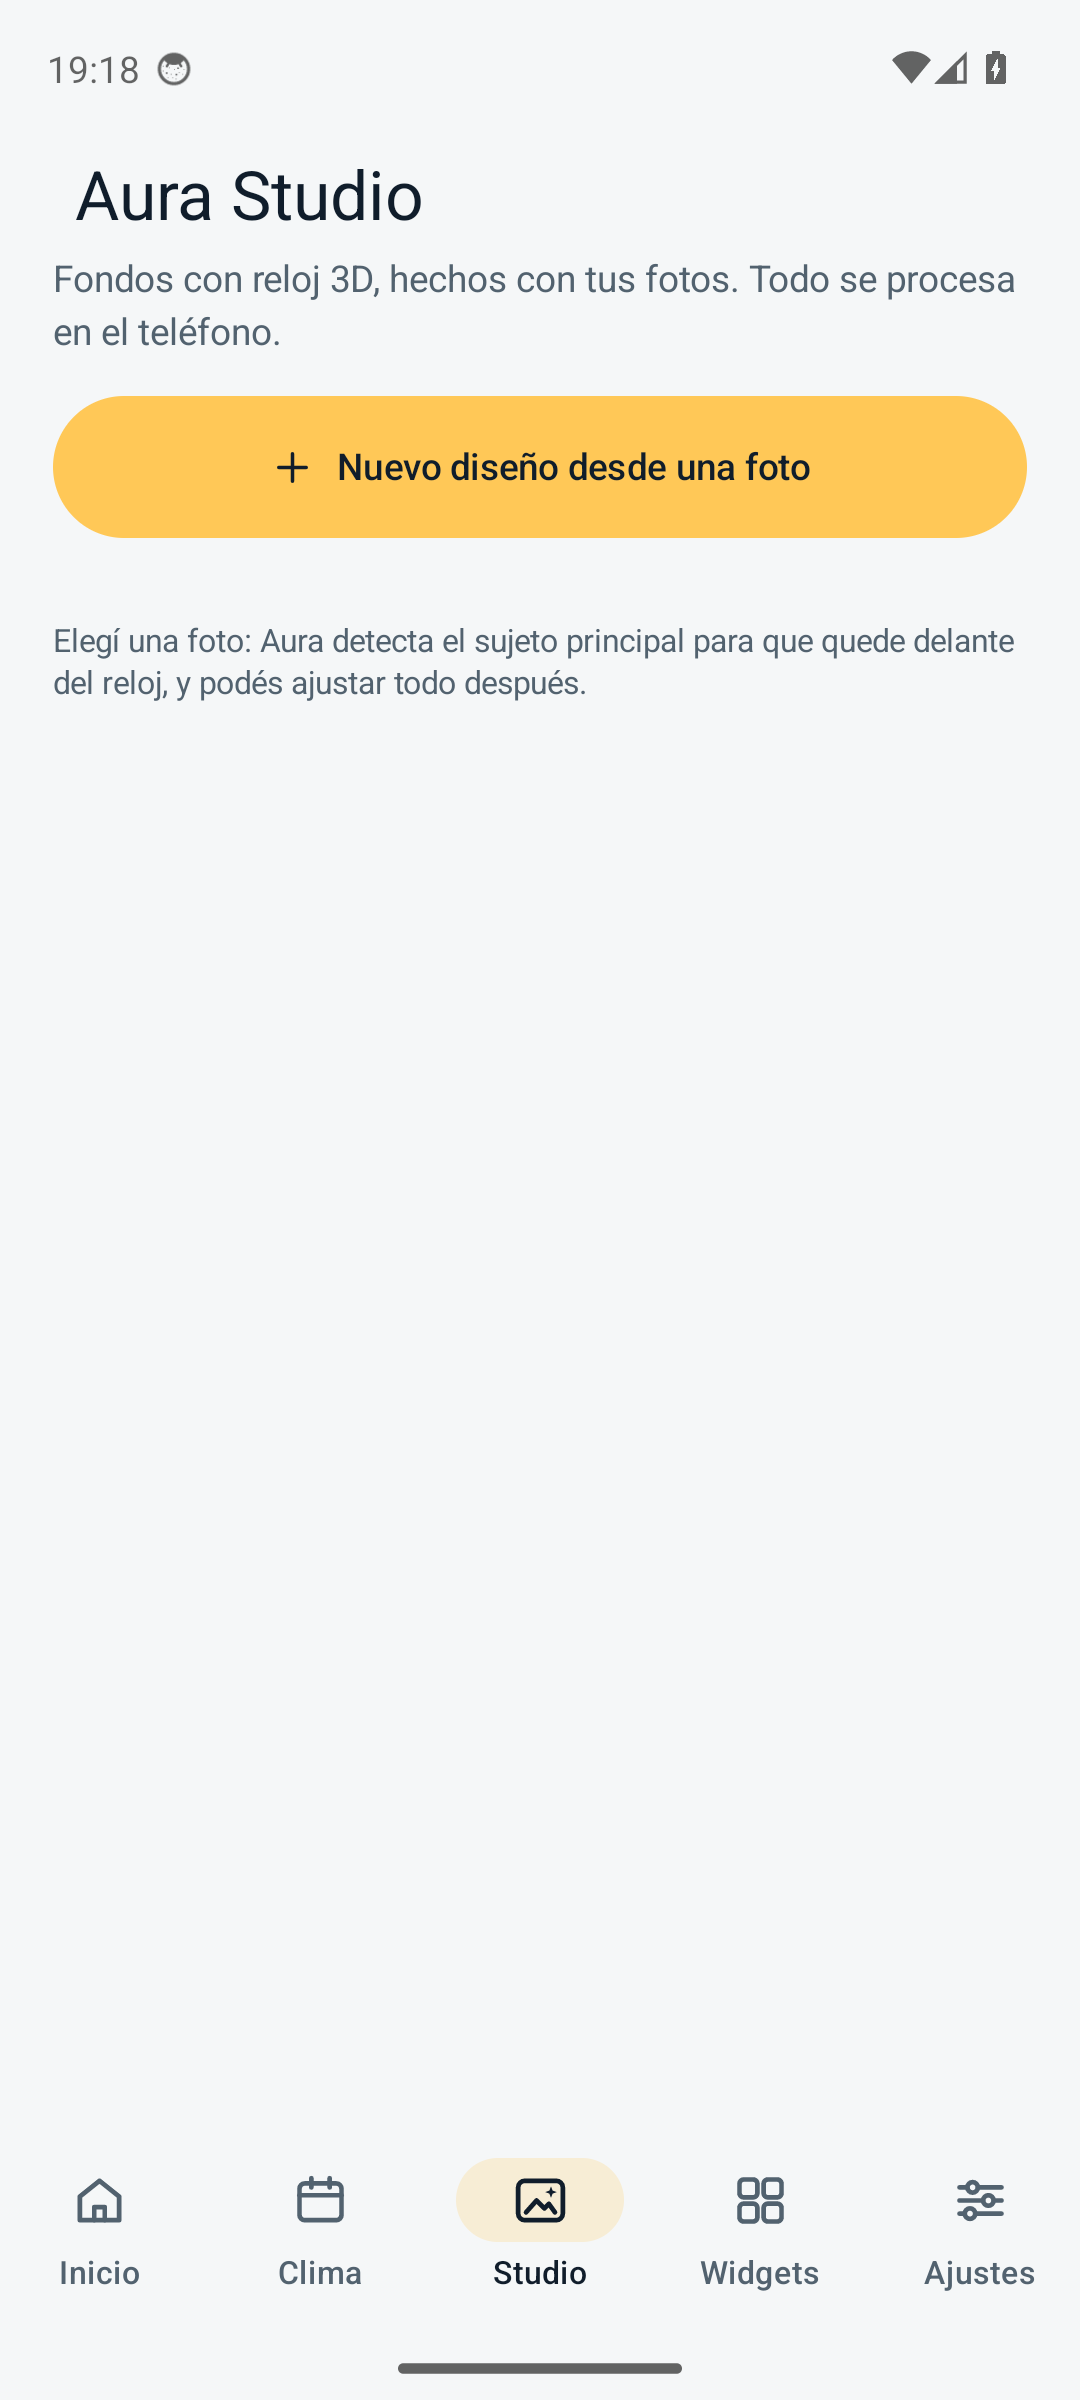 19:18
Aura Studio
Fondos con reloj 3D, hechos con tus fotos. Todo se procesa
en el teléfono.
Nuevo diseño desde una foto
Elegí una foto: Aura detecta el sujeto principal para que quede delante
del reloj, y podés ajustar todo después.
Inicio
Clima
Studio
Widgets
Ajustes